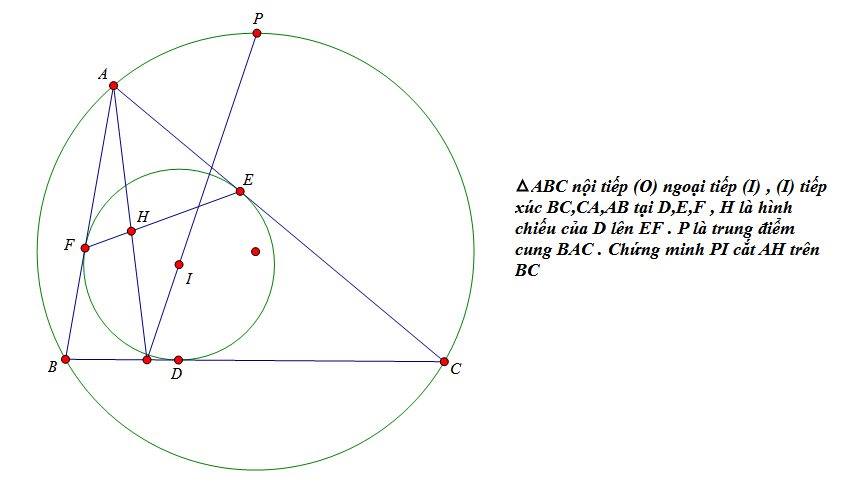 P
A
E
H
F
I
B
D
C
△ABC nội tiếp (O) ngoại tiếp (I) , (I) tiếp
xúc BC,CA,AB tại D,E,F , H là hình
chiếu của D lên EF . P là trung điểm
cung BAC . Chứng minh PI cắt AH trên
BC